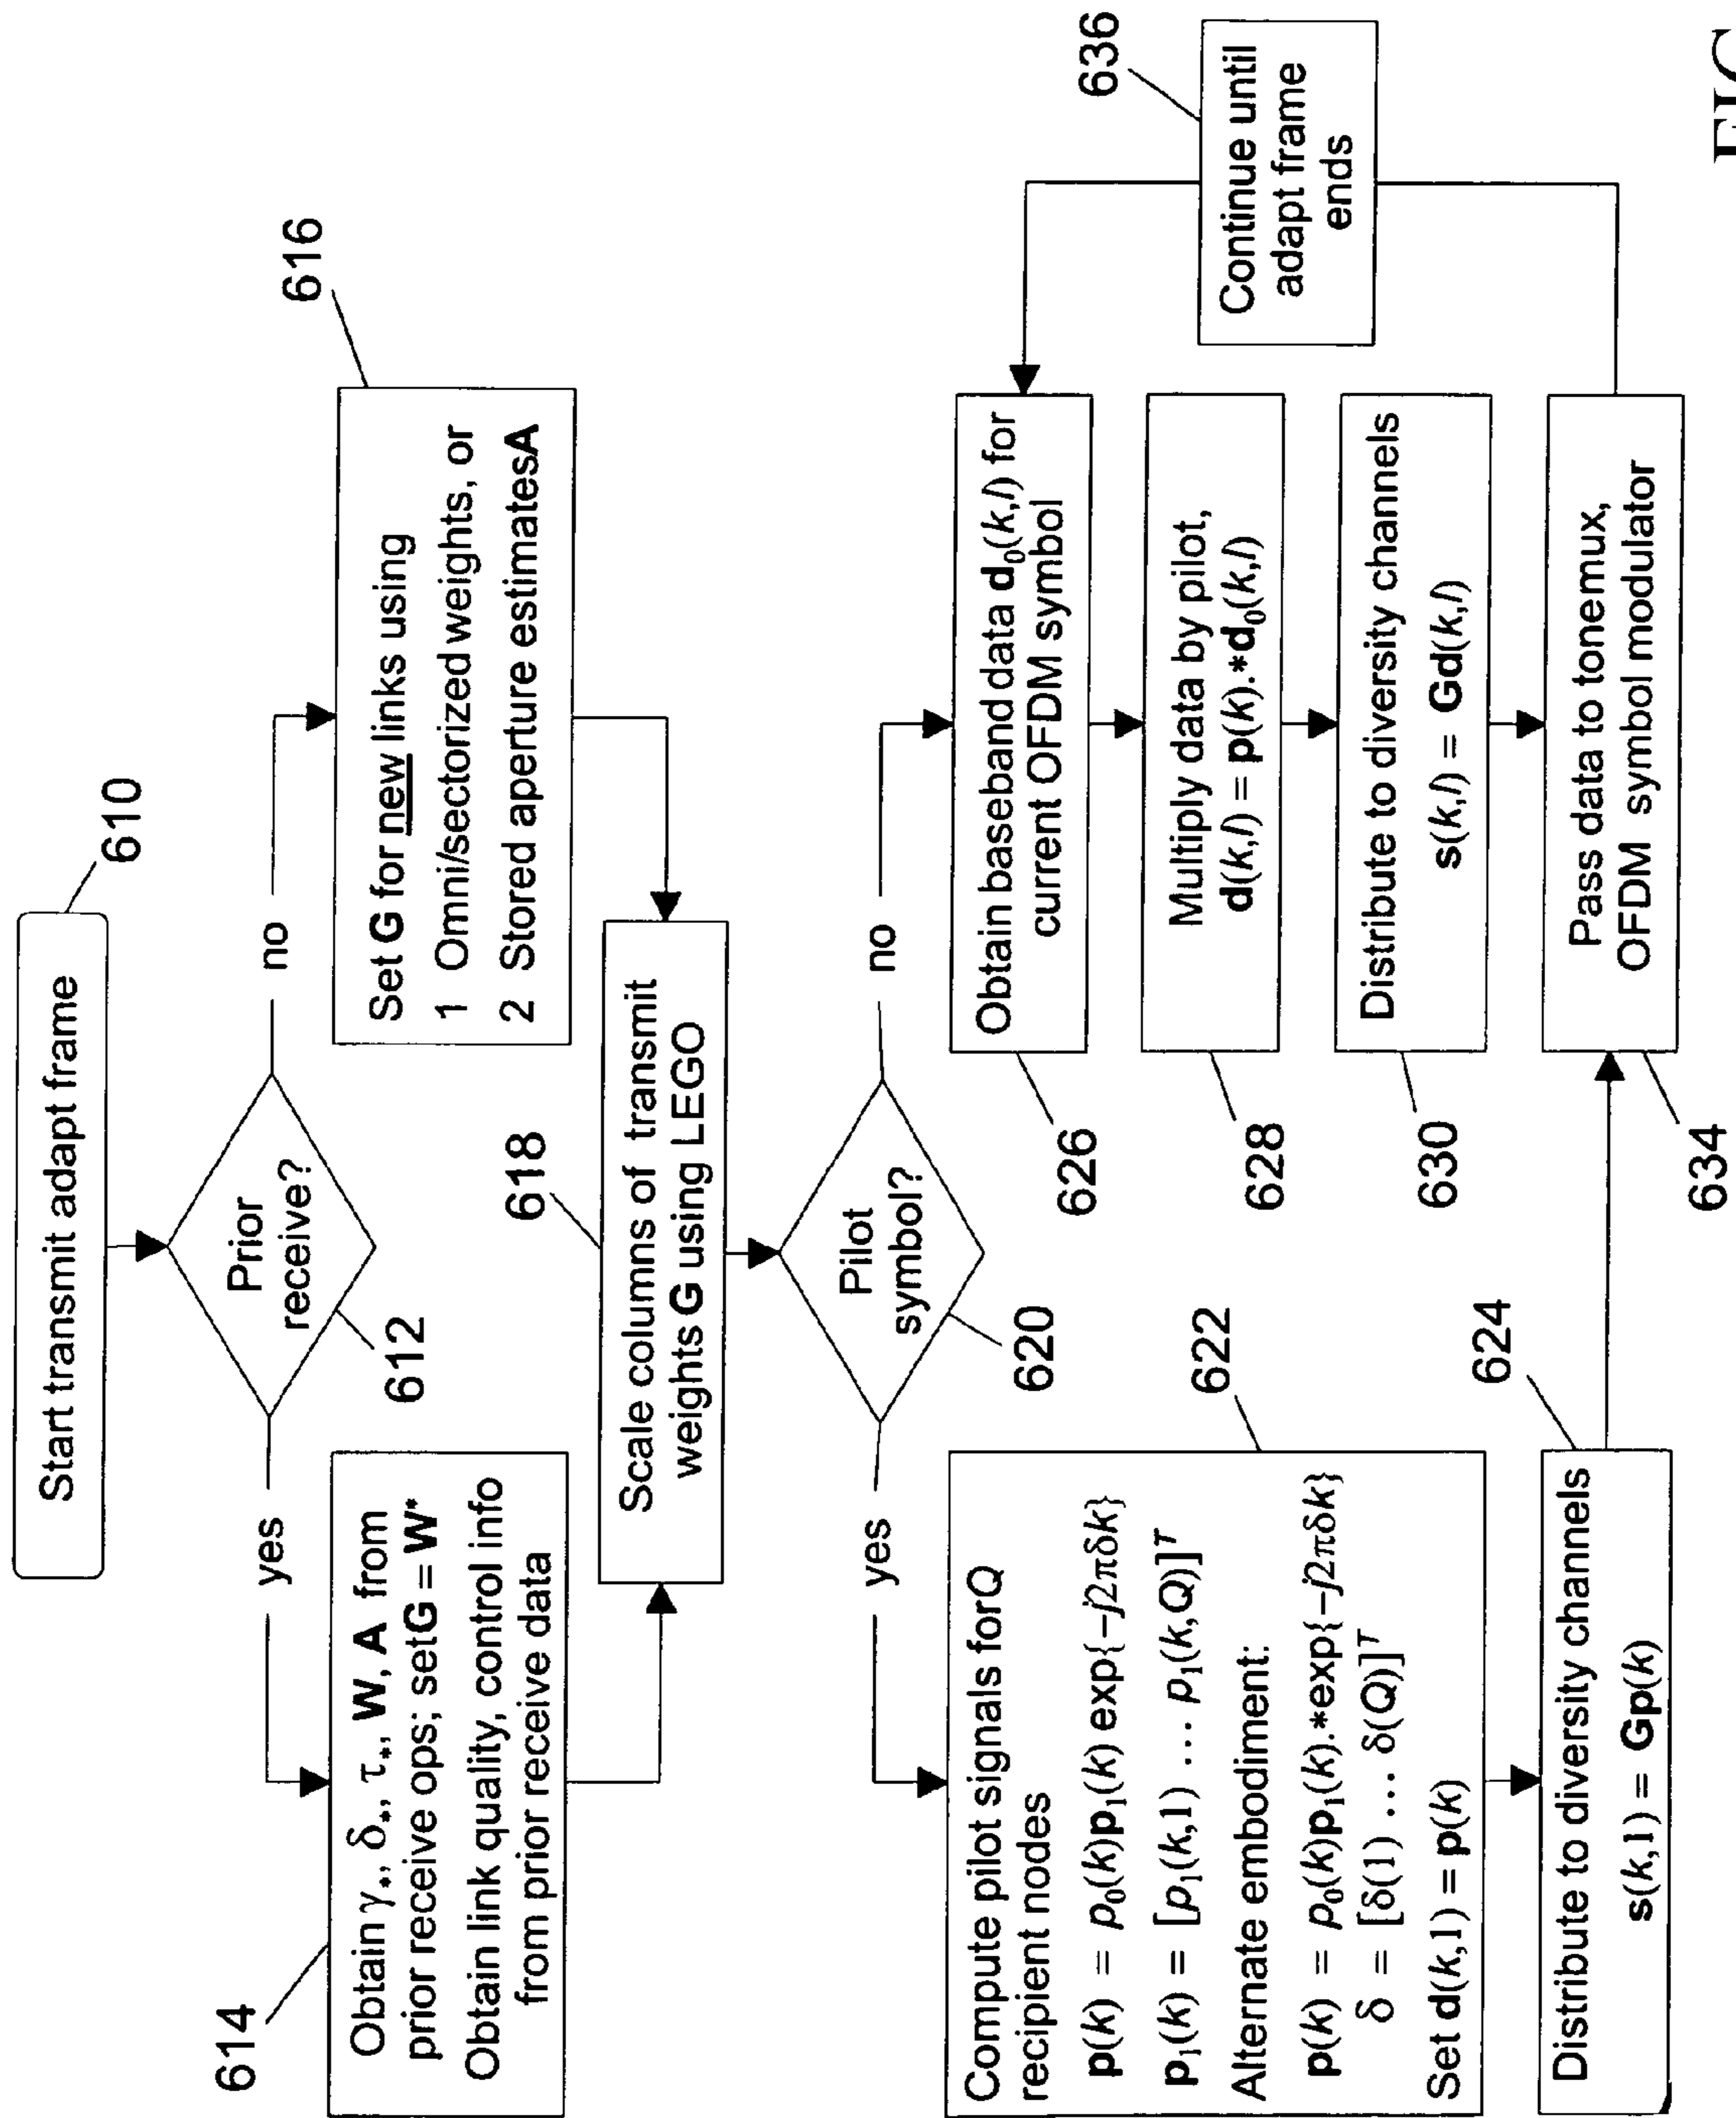 Start transmit adapt frame
610
Prior
receive?
612
yes
no
614
Obtain γ*, δ*, τ*, W, A from
prior receive ops; setG = W*
Obtain link quality, control info
from prior receive data
616
Set G for new links using
1 Omni/sectorized weights, or
2 Stored aperture estimatesA
618
Scale columns of transmit
weights G using LEGO
Pilot
symbol?
620
yes
no
622
Compute pilot signals forQ
recipient nodes
p(k) = p₀(k)p₁(k) exp{−j2πδk}
p₁(k) = [p₁(k,1) … p₁(k,Q)]ᵀ
Alternate embodiment:
p(k) = p₀(k)p₁(k).*exp{−j2πδk}
δ = [δ(1) … δ(Q)]ᵀ
Set d(k,1) = p(k)
624
Distribute to diversity channels
s(k,1) = Gp(k)
Obtain baseband data d₀(k,l) for
current OFDM symbol
626
Multiply data by pilot,
d(k,l) = p(k).*d₀(k,l)
628
Distribute to diversity channels
s(k,l) = Gd(k,l)
630
Pass data to tonemux,
OFDM symbol modulator
634
636
Continue until
adapt frame
ends